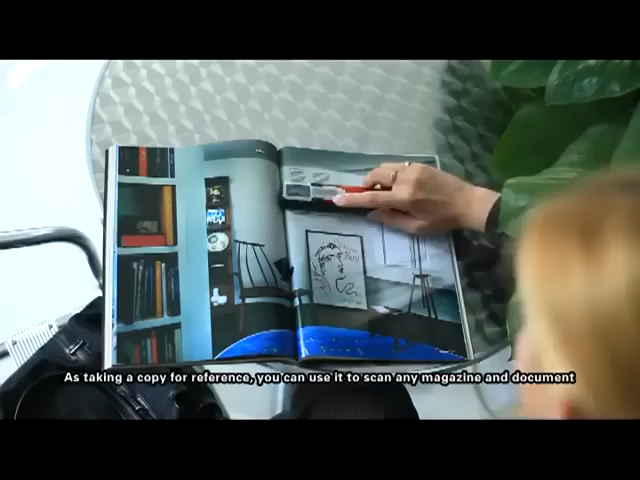 As taking a copy for reference, you can use it to scan any magazine and document